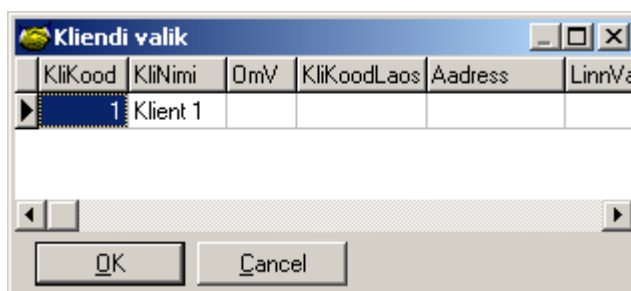 Kliendi valik
KliKood KliNimi OmV KliKoodLaos Aadress LinnVa
1 Klient 1
OK Cancel